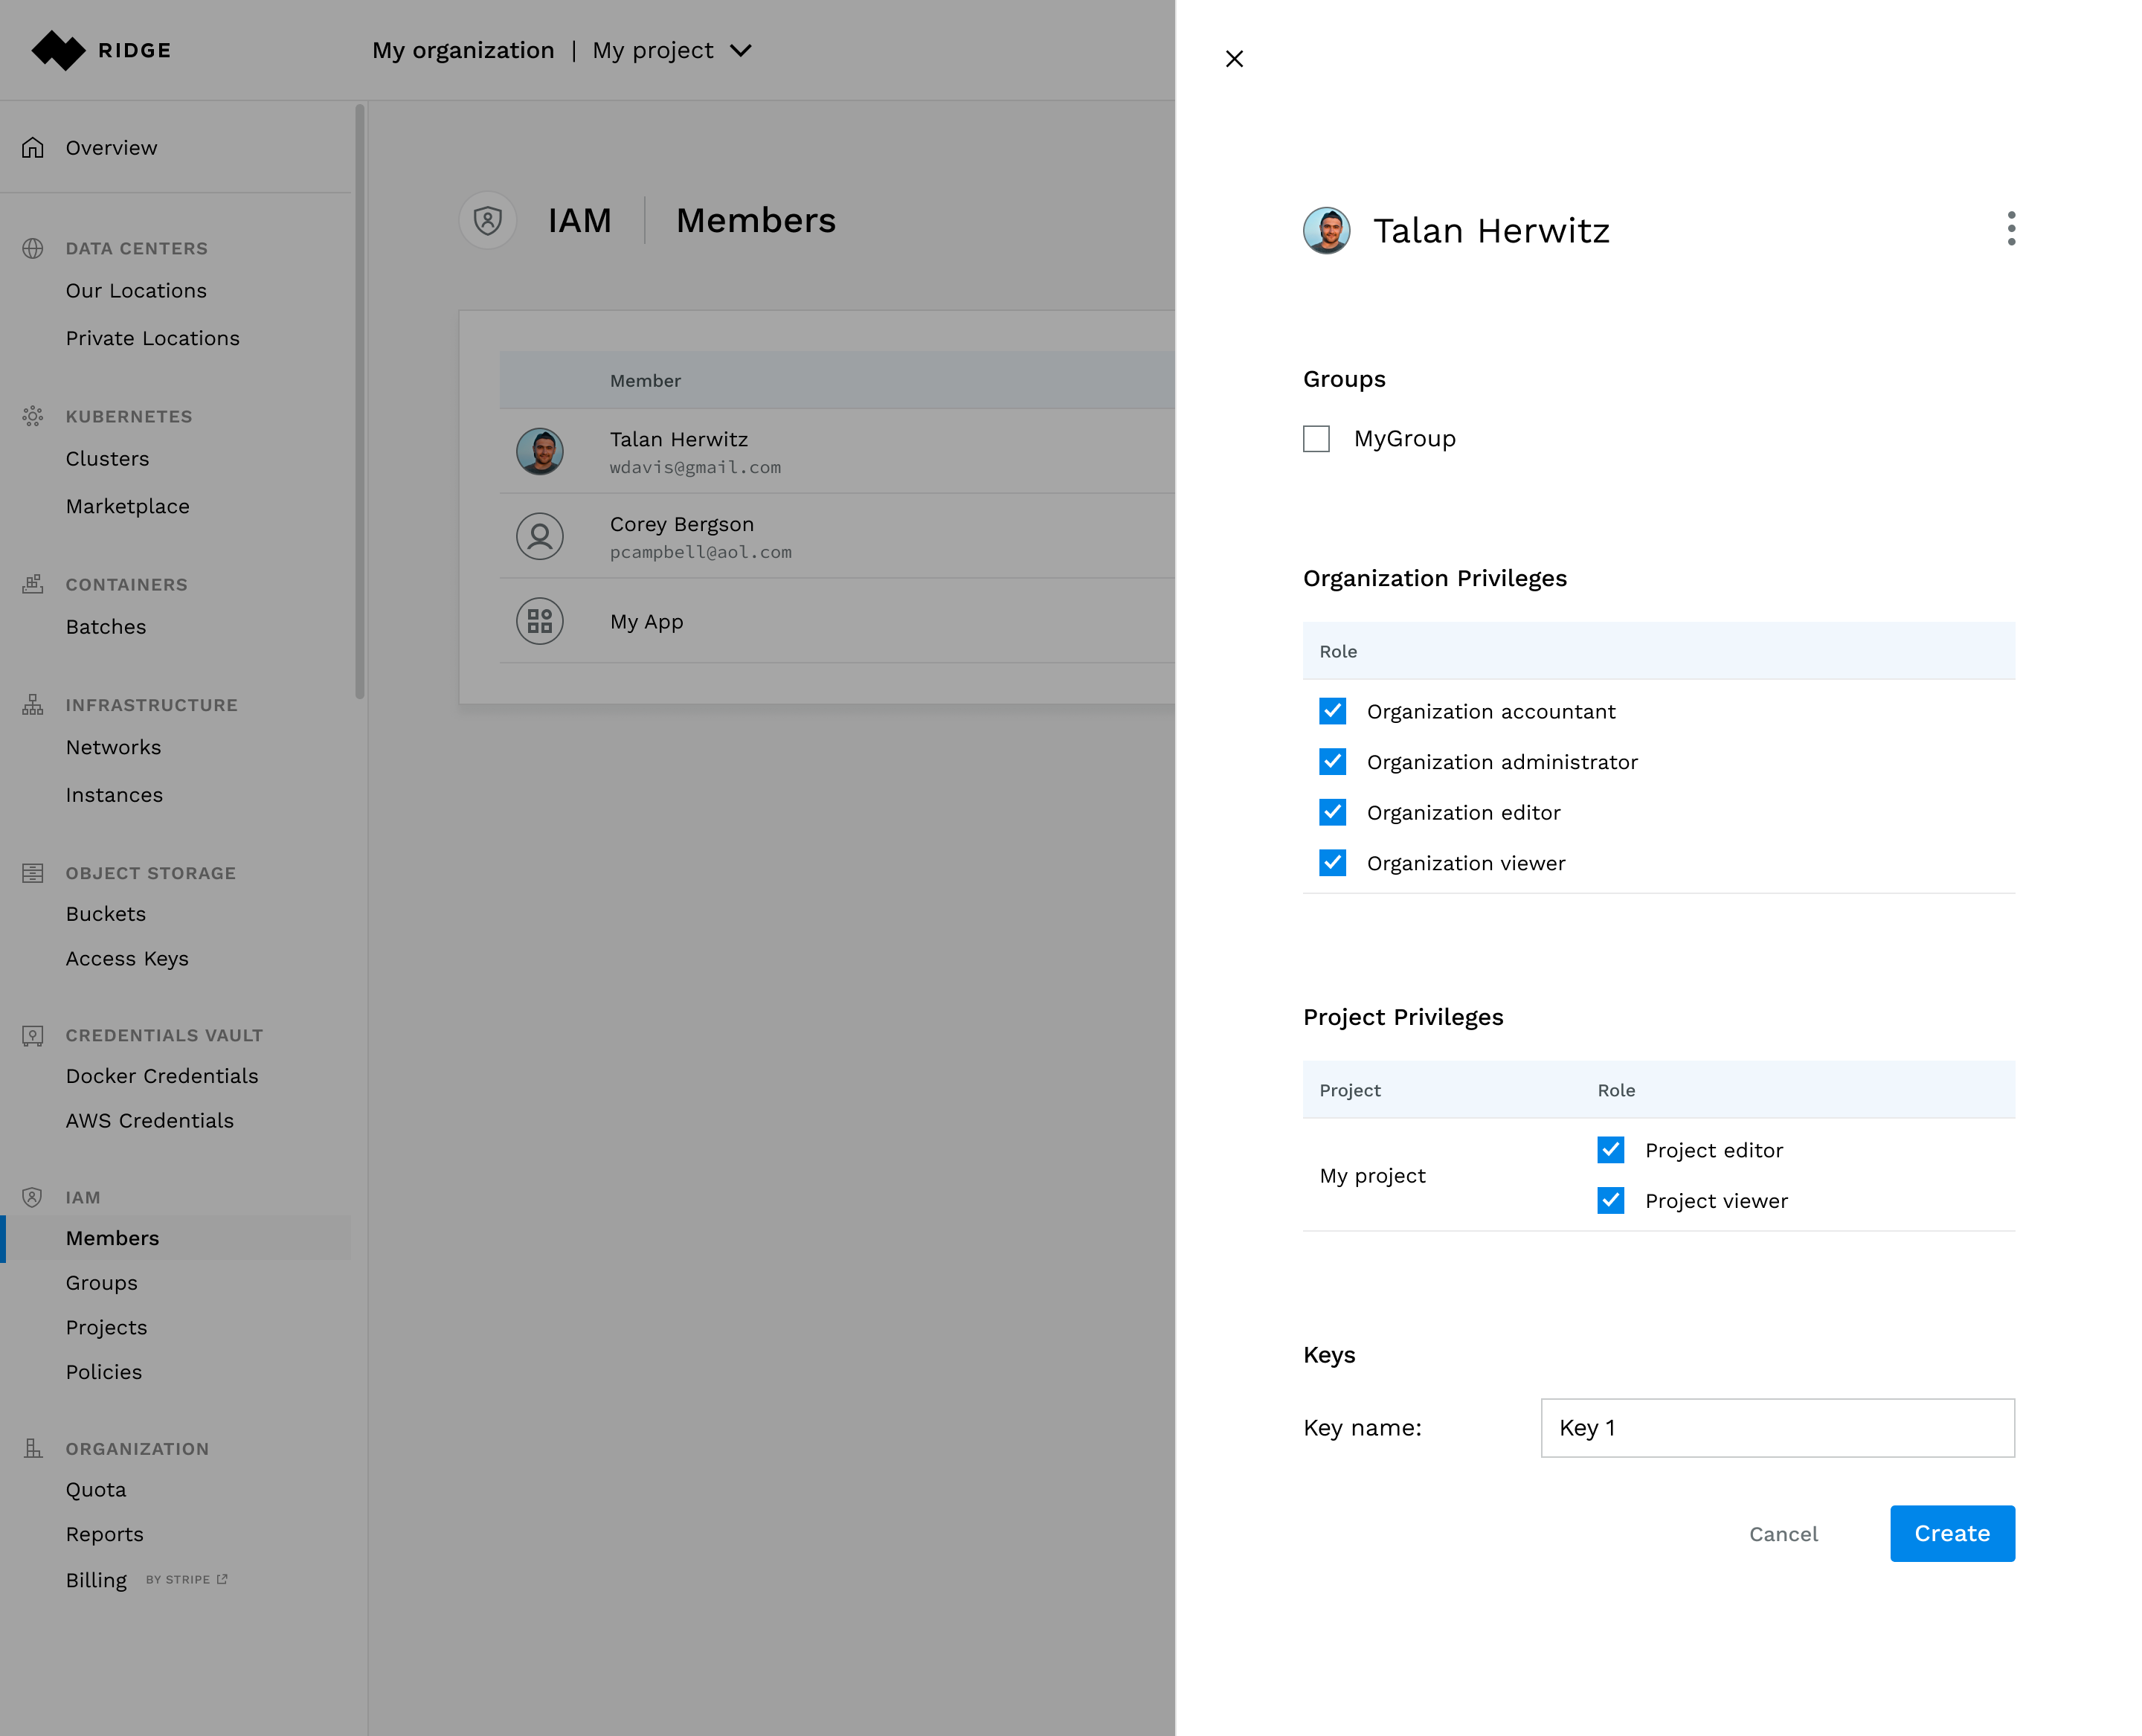 RIDGE
My organization | My project
Overview
DATA CENTERS
Our Locations
Private Locations
KUBERNETES
Clusters
Marketplace
CONTAINERS
Batches
INFRASTRUCTURE
Networks
Instances
OBJECT STORAGE
Buckets
Access Keys
CREDENTIALS VAULT
Docker Credentials
AWS Credentials
IAM
Members
Groups
Projects
Policies
ORGANIZATION
Quota
Reports
Billing BY STRIPE
IAM | Members
Member
Talan Herwitz
wdavis@gmail.com
Corey Bergson
pcampbell@aol.com
My App
Talan Herwitz
Groups
MyGroup
Organization Privileges
Role
Organization accountant
Organization administrator
Organization editor
Organization viewer
Project Privileges
Project Role
My project
Project editor
Project viewer
Keys
Key name: Key 1
Cancel Create